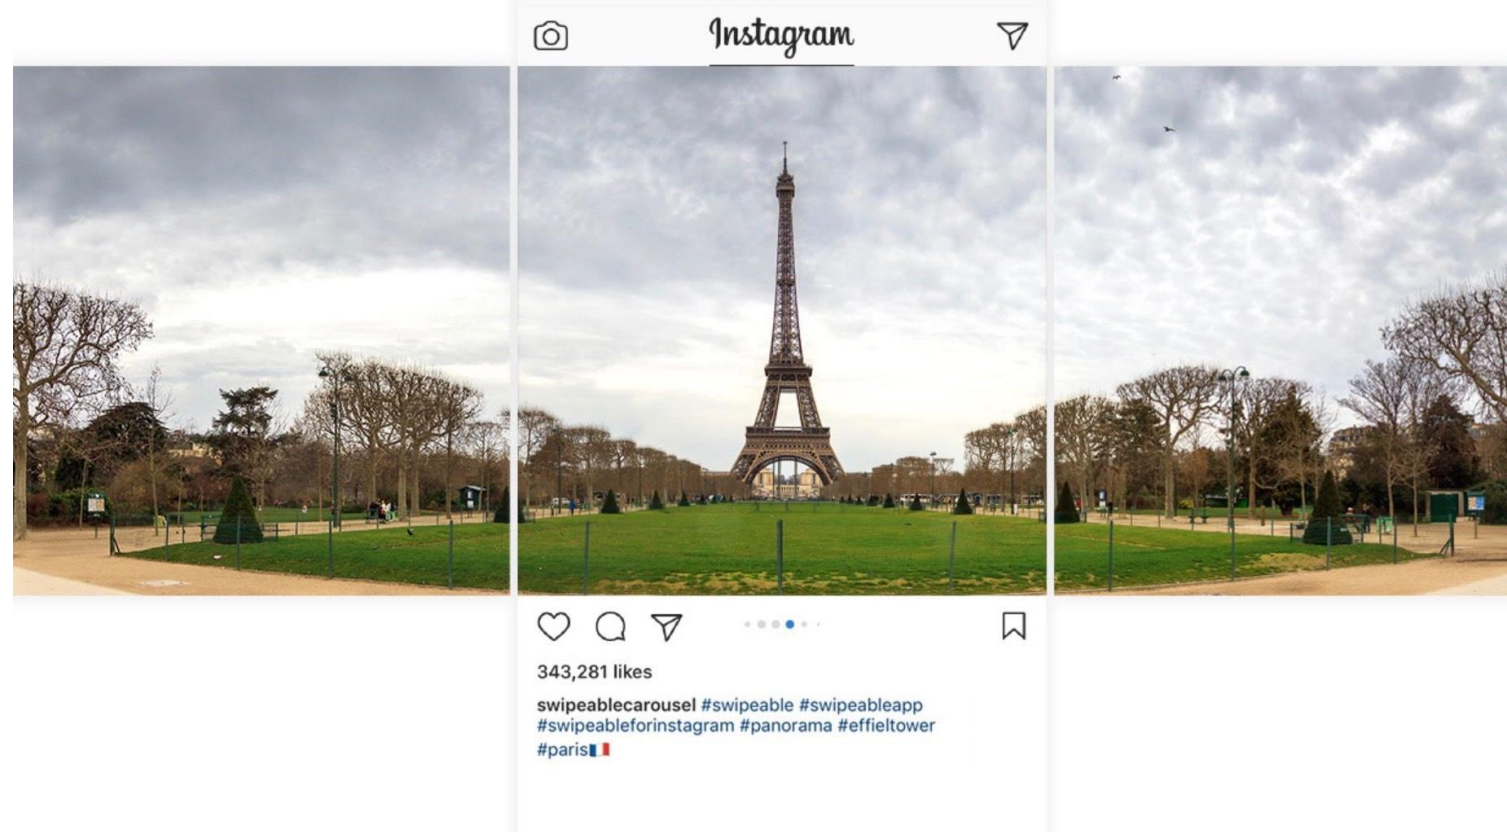 Instagram
343,281 likes
swipeablecarousel #swipeable #swipeableapp
#swipeableforinstagram #panorama #effieltower
#paris🇫🇷